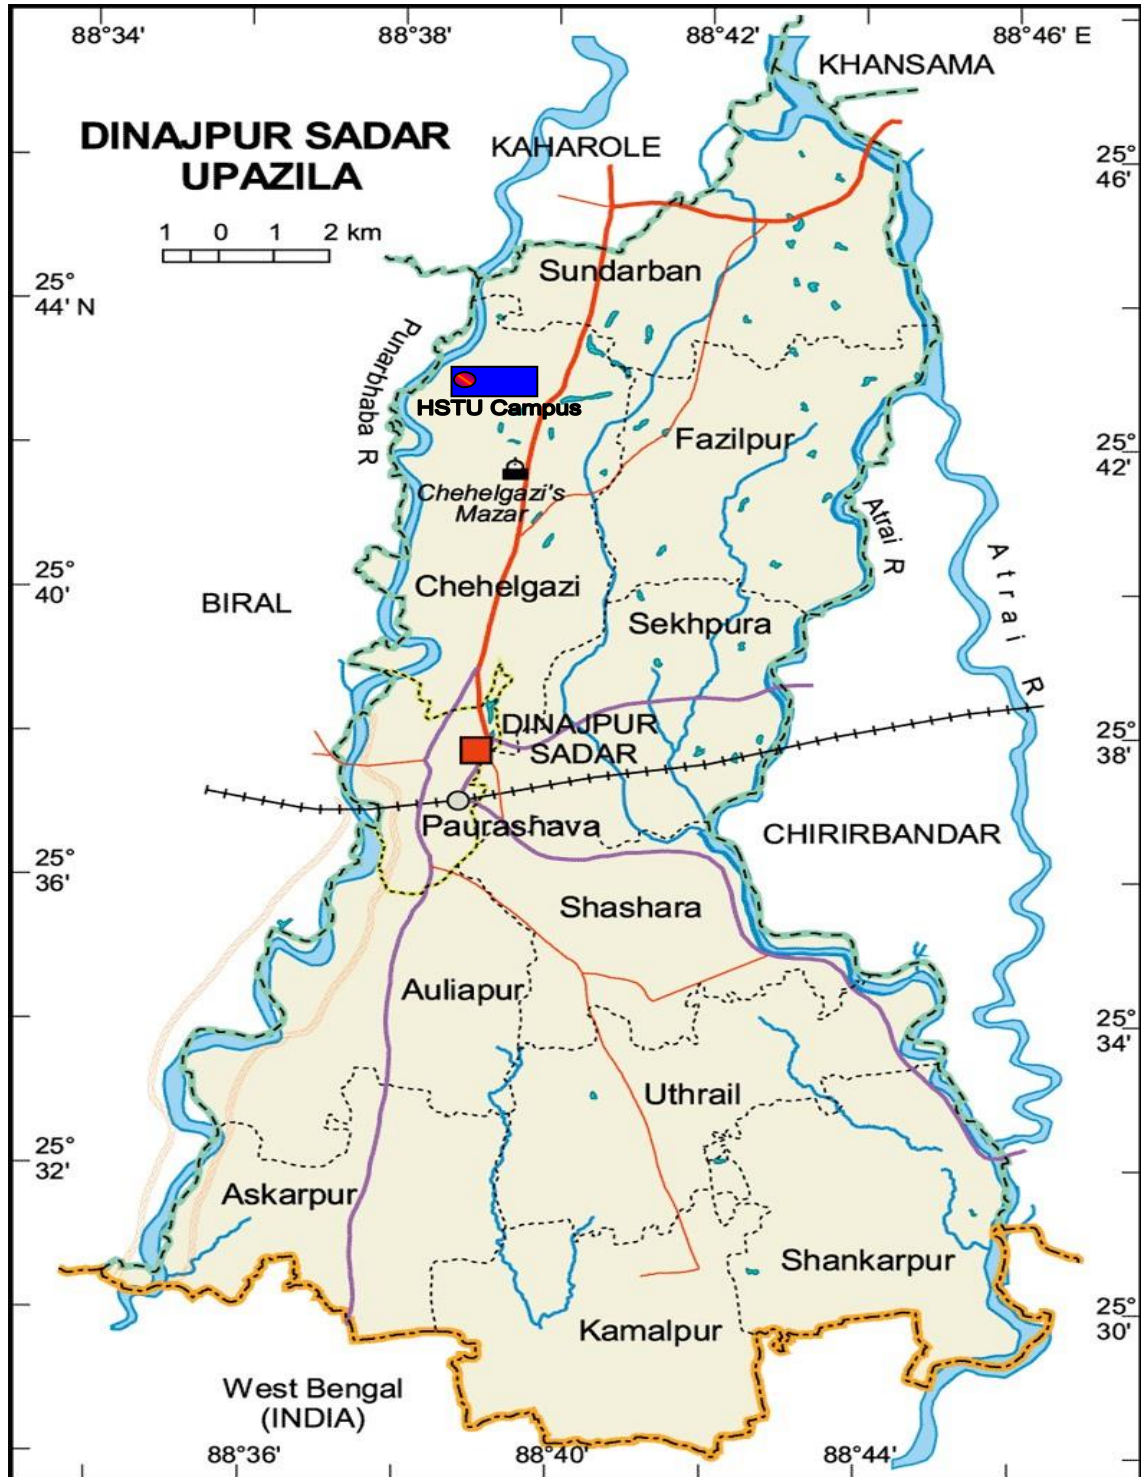 88°34'
88°38'
88°42'
88°46' E
KHANSAMA
DINAJPUR SADAR
UPAZILA
KAHAROLE
25°
46'
1 0 1 2 km
Sundarban
25°
44' N
Punarbhaba R
HSTU Campus
Fazilpur
25°
42'
Chehelgazi's
Mazar
Atrai R
Atrai R
25°
40'
Chehelgazi
BIRAL
Sekhpura
DINAJPUR
SADAR
25°
38'
Paurashava
CHIRIRBANDAR
25°
36'
Shashara
Auliapur
25°
34'
Uthrail
25°
32'
Askarpur
Shankarpur
25°
30'
Kamalpur
West Bengal
(INDIA)
88°36'
88°40'
88°44'